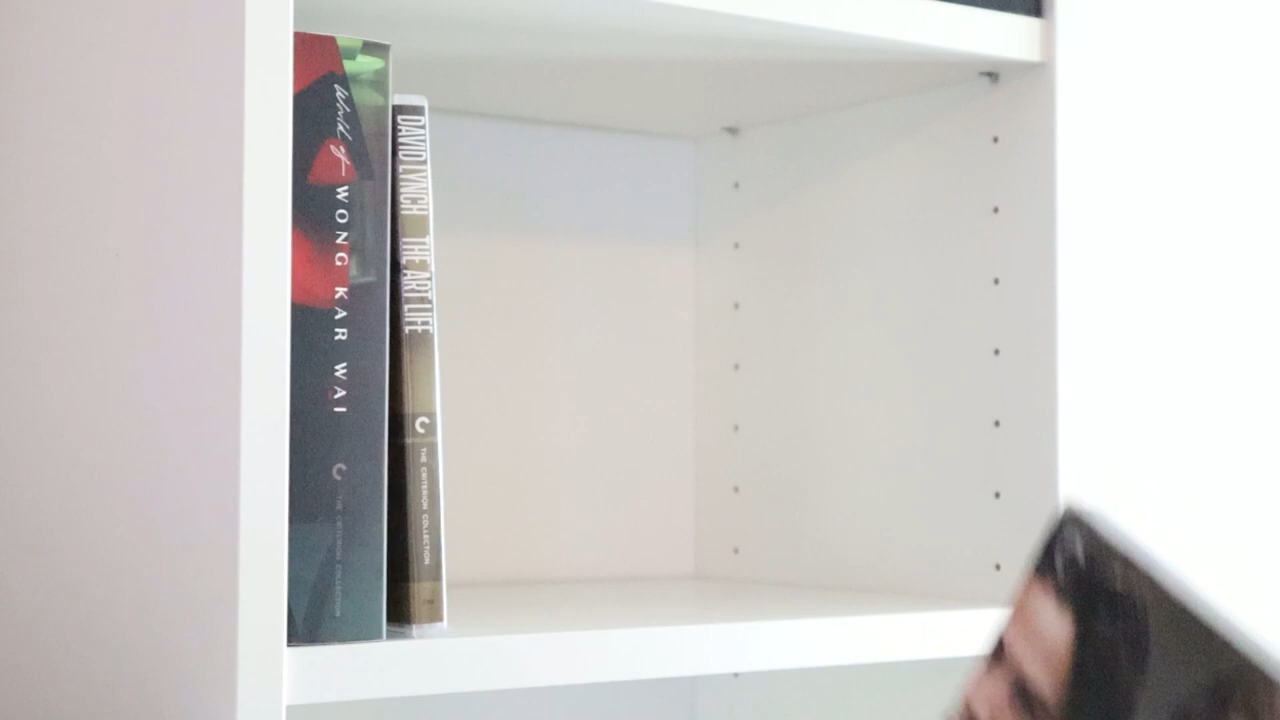 World of WONG KAR WAI
THE CRITERION COLLECTION
DAVID LYNCH THE ART LIFE
THE CRITERION COLLECTION